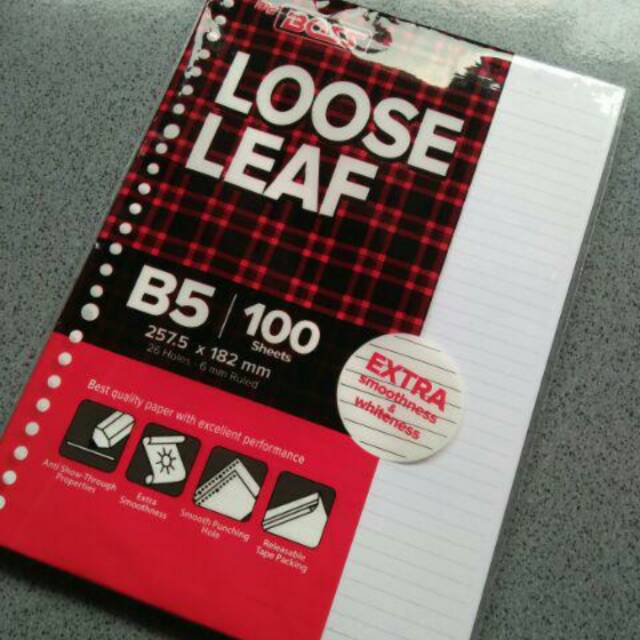 LOOSE
LEAF
B5 | 100
Sheets
257.5 x 182 mm
26 Holes - 6 mm Ruled
EXTRA
smoothness
&
whiteness
Best quality paper with excellent performance
Anti Show-Through
Properties
Extra
Smoothness
Smooth Punching
Hole
Releasable
Tape Packing